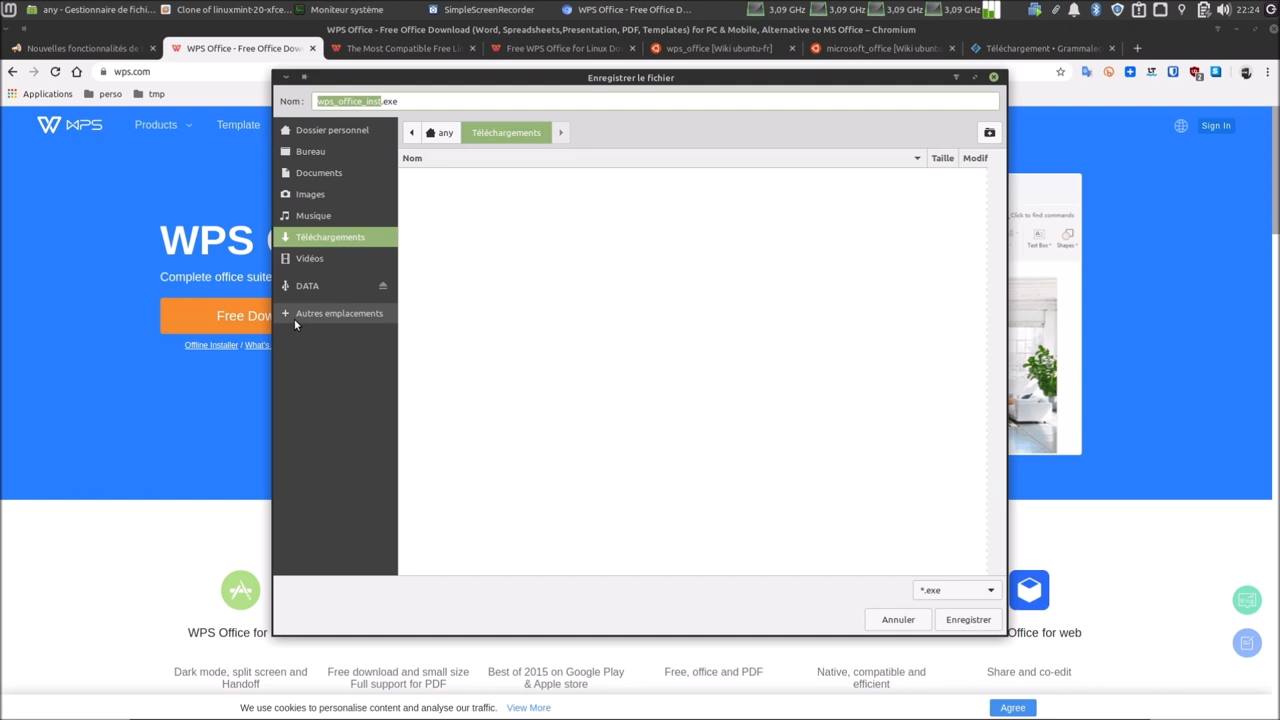 any - Gestionnaire de fichi...
Clone of linuxmint-20-xfce...
Moniteur système
SimpleScreenRecorder
WPS Office - Free Office D...
3,09 GHz
3,09 GHz
3,09 GHz
3,09 GHz
22:24
WPS Office - Free Office Download (Word, Spreadsheets,Presentation, PDF, Templates) for PC & Mobile, Alternative to MS Office – Chromium
Nouvelles fonctionnalités de
WPS Office - Free Office Dow
The Most Compatible Free Li
Free WPS Office for Linux Do
wps_office [Wiki ubuntu-fr]
microsoft_office [Wiki ubuntu
Téléchargement • Grammalec
wps.com
Applications
perso
tmp
Enregistrer le fichier
Nom :
wps_office_inst.exe
WPS
Products
Template
Sign In
Dossier personnel
Bureau
Documents
Images
Musique
Téléchargements
Vidéos
DATA
Autres emplacements
any
Téléchargements
Nom
Taille
Modif
WPS
Complete office suite
Free Dow
Offline Installer / What's
Click to find commands
Text Box
Shapes
*.exe
Annuler
Enregistrer
WPS Office for
Office for web
Dark mode, split screen and
Handoff
Free download and small size
Full support for PDF
Best of 2015 on Google Play
& Apple store
Free, office and PDF
Native, compatible and
efficient
Share and co-edit
We use cookies to personalise content and analyse our traffic.
View More
Agree